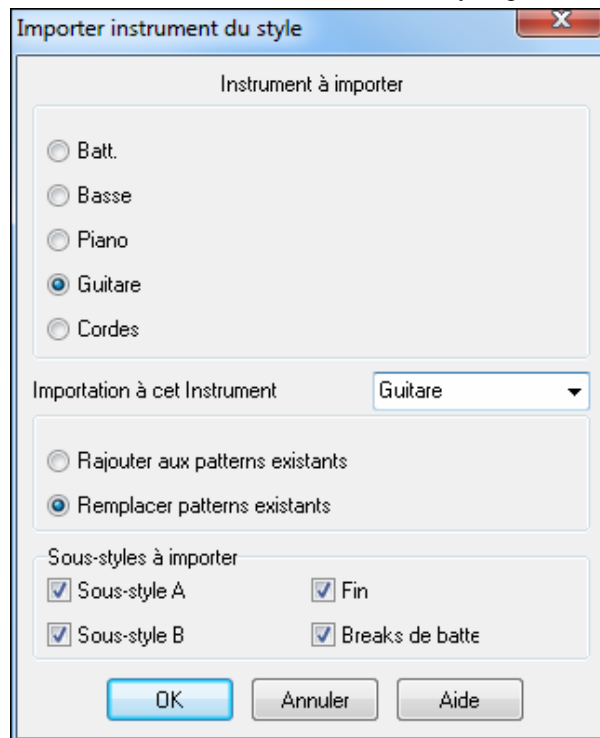 Importer instrument du style
Instrument à importer
Batt.
Basse
Piano
Guitare
Cordes
Importation à cet Instrument Guitare
Rajouter aux patterns existants
Remplacer patterns existants
Sous-styles à importer
Sous-style A Fin
Sous-style B Breaks de batte
OK Annuler Aide